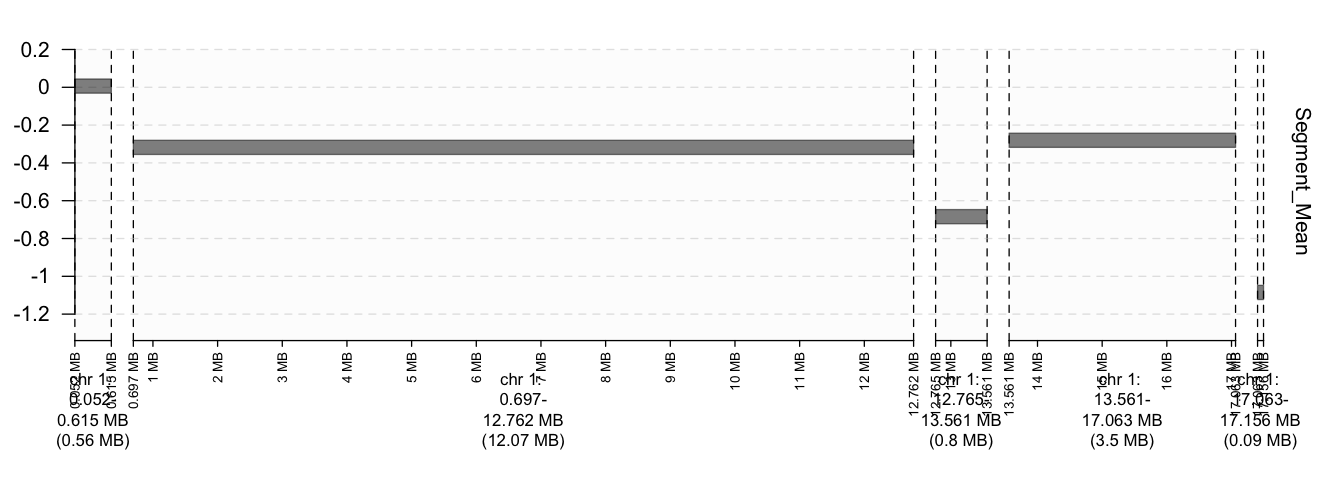 0.2
0
-0.2
-0.4
-0.6
-0.8
-1
-1.2
Segment_Mean
0.052 MB
0.615 MB
0.697 MB
1 MB
2 MB
3 MB
4 MB
5 MB
6 MB
7 MB
8 MB
9 MB
10 MB
11 MB
12 MB
12.762 MB
12.765 MB
13.561 MB
13.561 MB
14 MB
15 MB
16 MB
17 MB
17.063 MB
chr 1:
0.052-
0.615 MB
(0.56 MB)
chr 1:
0.697-
12.762 MB
(12.07 MB)
chr 1:
12.765-
13.561 MB
(0.8 MB)
chr 1:
13.561-
17.063 MB
(3.5 MB)
chr 1:
17.063-
17.156 MB
(0.09 MB)